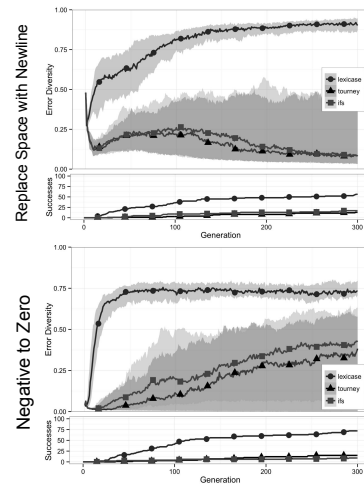 Replace Space with Newline
Error Diversity
1.00
0.75
0.50
0.25
0.00
lexicase
tourney
ifs
Successes
100
75
50
25
0
0
100
200
300
Generation
Negative to Zero
Error Diversity
1.00
0.75
0.50
0.25
0.00
lexicase
tourney
ifs
Successes
100
75
50
25
0
0
100
200
300
Generation